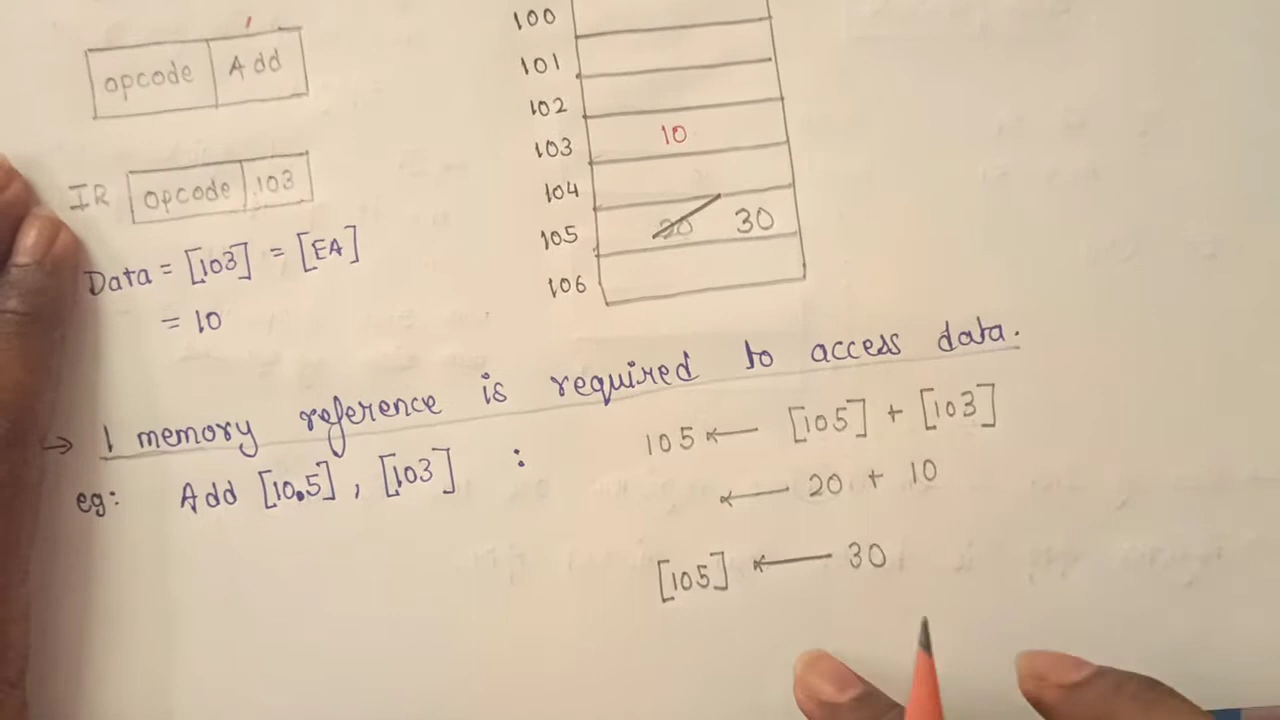 opcode Add
IR opcode 103
Data = [103] = [EA]
= 10
100
101
102
103 10
104
105 20 30
106
→ 1 memory reference is required to access data.
eg: Add [105], [103] :
105 ← [105] + [103]
← 20 + 10
[105] ← 30